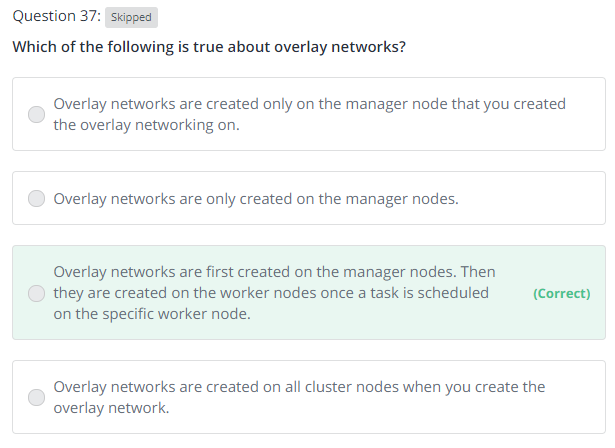 Question 37: Skipped
Which of the following is true about overlay networks?
Overlay networks are created only on the manager node that you created
the overlay networking on.
Overlay networks are only created on the manager nodes.
Overlay networks are first created on the manager nodes. Then
they are created on the worker nodes once a task is scheduled
on the specific worker node.
(Correct)
Overlay networks are created on all cluster nodes when you create the
overlay network.